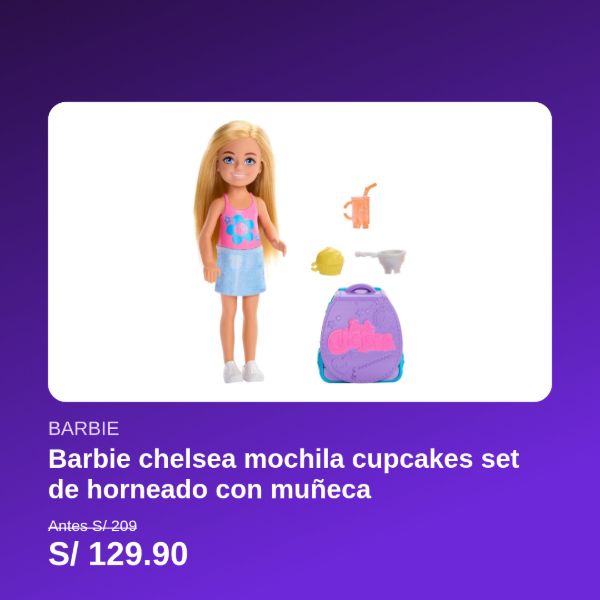 BARBIE
Barbie chelsea mochila cupcakes set
de horneado con muñeca
Antes S/ 209
S/ 129.90